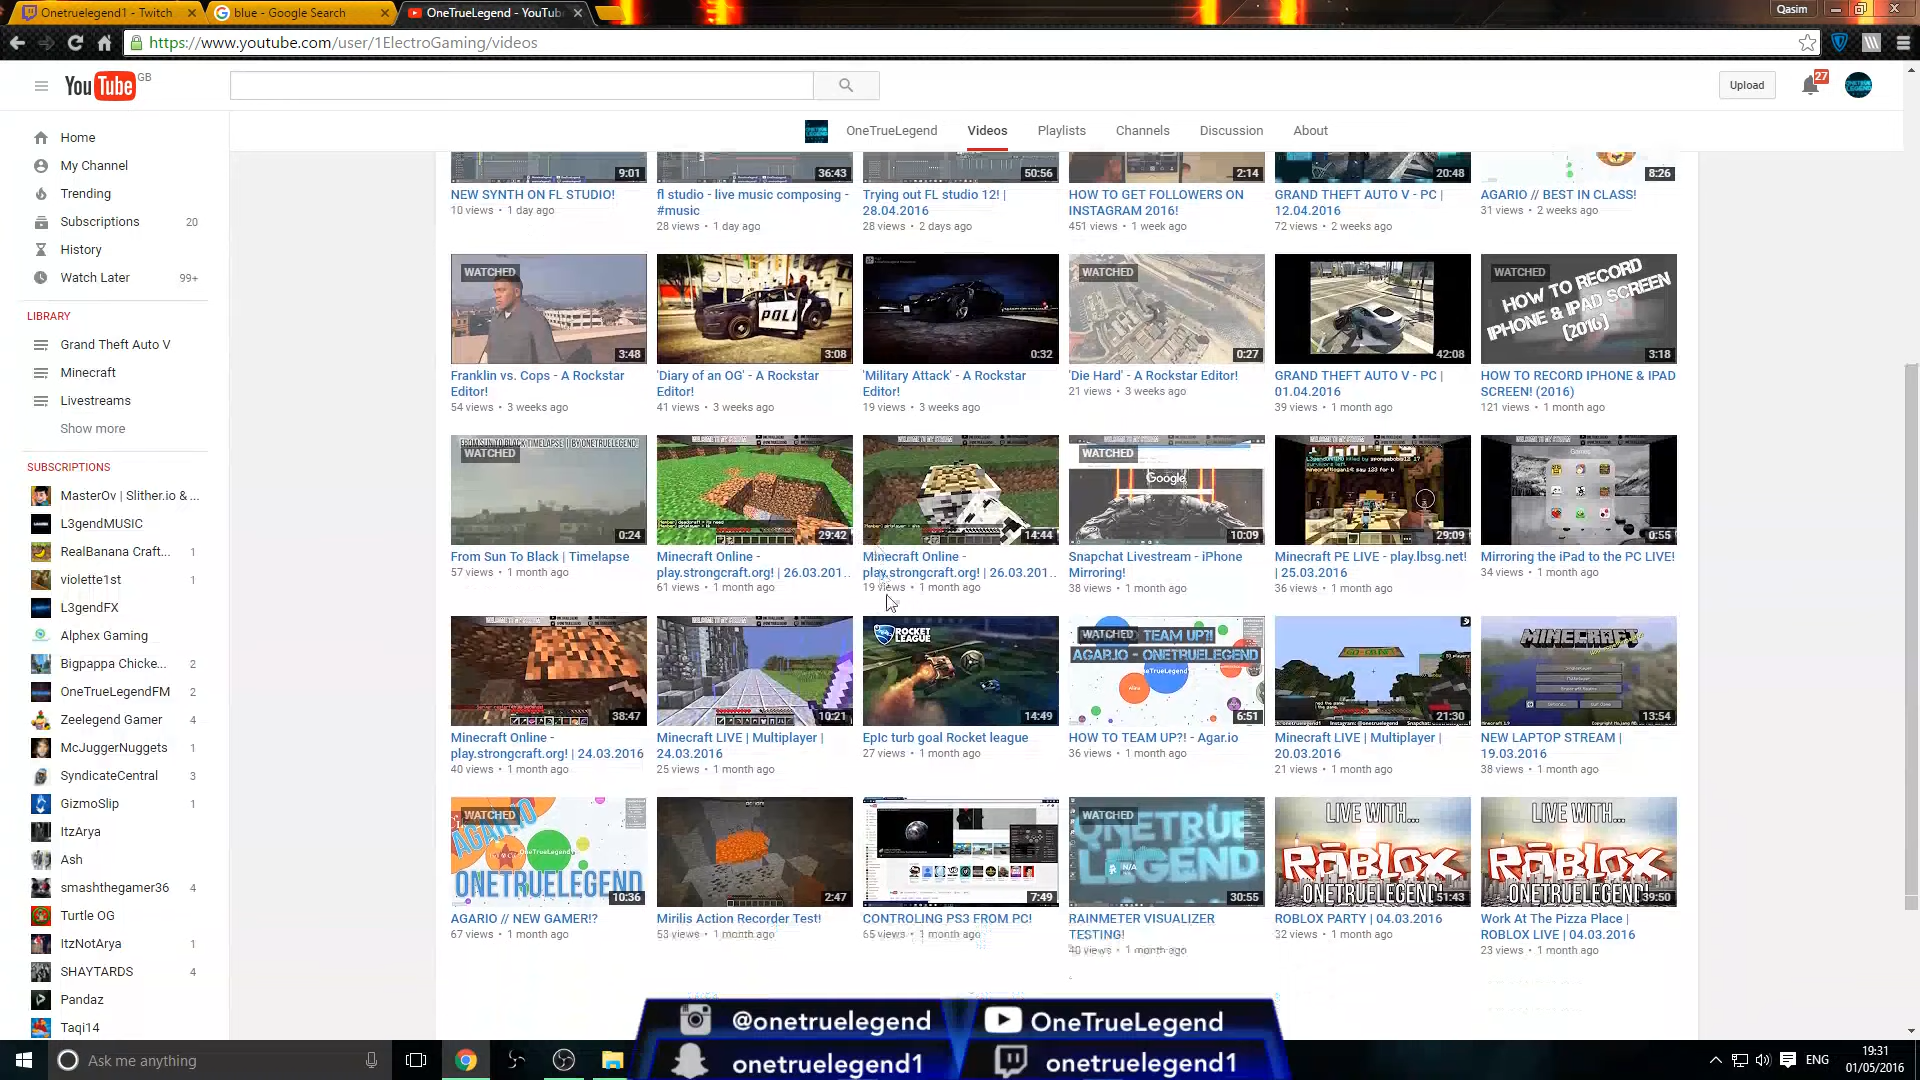 Onetruelegend1 - Twitch
blue - Google Search
OneTrueLegend - YouTub
Qasim
https://www.youtube.com/user/1ElectroGaming/videos
YouTube GB
Upload
27
OneTrueLegend
Videos
Playlists
Channels
Discussion
About
Home
My Channel
Trending
Subscriptions 20
History
Watch Later 99+
LIBRARY
Grand Theft Auto V
Minecraft
Livestreams
Show more
SUBSCRIPTIONS
MasterOv | Slither.io & ...
L3gendMUSIC
RealBanana Craft... 1
violette1st 1
L3gendFX
Alphex Gaming
Bigpappa Chicke... 2
OneTrueLegendFM 2
Zeelegend Gamer 4
McJuggerNuggets 1
SyndicateCentral 3
GizmoSlip 1
ItzArya
Ash
smashthegamer36 4
Turtle OG
ItzNotArya 1
SHAYTARDS 4
Pandaz
Taqi14
9:01
NEW SYNTH ON FL STUDIO!
10 views • 1 day ago
36:43
fl studio - live music composing -
#music
28 views • 1 day ago
50:56
Trying out FL studio 12! |
28.04.2016
28 views • 2 days ago
2:14
HOW TO GET FOLLOWERS ON
INSTAGRAM 2016!
451 views • 1 week ago
20:48
GRAND THEFT AUTO V - PC |
12.04.2016
72 views • 2 weeks ago
8:26
AGARIO // BEST IN CLASS!
31 views • 2 weeks ago
WATCHED
3:48
Franklin vs. Cops - A Rockstar
Editor!
54 views • 3 weeks ago
POLI
3:08
'Diary of an OG' - A Rockstar
Editor!
41 views • 3 weeks ago
0:32
'Military Attack' - A Rockstar
Editor!
19 views • 3 weeks ago
WATCHED
0:27
'Die Hard' - A Rockstar Editor!
21 views • 3 weeks ago
42:08
GRAND THEFT AUTO V - PC |
01.04.2016
39 views • 1 month ago
WATCHED
HOW TO RECORD
IPHONE & IPAD SCREEN
(2016)
3:18
HOW TO RECORD IPHONE & IPAD
SCREEN! (2016)
121 views • 1 month ago
FROM SUN TO BLACK TIMELAPSE | BY ONETRUELEGEND!
WATCHED
0:24
From Sun To Black | Timelapse
57 views • 1 month ago
WELCOME TO MY STREAM
29:42
Minecraft Online -
play.strongcraft.org! | 26.03.201...
61 views • 1 month ago
WELCOME TO MY STREAM
14:44
Minecraft Online -
play.strongcraft.org! | 26.03.201...
19 views • 1 month ago
WATCHED
Google
10:09
Snapchat Livestream - iPhone
Mirroring!
38 views • 1 month ago
29:09
Minecraft PE LIVE - play.lbsg.net!
| 25.03.2016
36 views • 1 month ago
Games
0:55
Mirroring the iPad to the PC LIVE!
34 views • 1 month ago
38:47
Minecraft Online -
play.strongcraft.org! | 24.03.2016
40 views • 1 month ago
10:21
Minecraft LIVE | Multiplayer |
24.03.2016
25 views • 1 month ago
ROCKET
LEAGUE
14:49
Epic turb goal Rocket league
27 views • 1 month ago
WATCHED
TO TEAM UP?!
AGAR.IO - ONETRUELEGEND
OneTrueLegend
6:51
HOW TO TEAM UP?! - Agar.io
36 views • 1 month ago
21:30
Minecraft LIVE | Multiplayer |
20.03.2016
21 views • 1 month ago
MINECRAFT
13:54
NEW LAPTOP STREAM |
19.03.2016
38 views • 1 month ago
WATCHED
AGAR.IO
OneTrueLegend
ONETRUELEGEND
10:36
AGARIO // NEW GAMER!?
67 views • 1 month ago
2:47
Mirilis Action Recorder Test!
53 views • 1 month ago
7:49
CONTROLING PS3 FROM PC!
65 views • 1 month ago
WATCHED
ONETRUE
LEGEND
N/A
30:55
RAINMETER VISUALIZER
TESTING!
40 views • 1 month ago
LIVE WITH...
ROBLOX
ONETRUELEGEND!
51:43
ROBLOX PARTY | 04.03.2016
32 views • 1 month ago
LIVE WITH...
ROBLOX
ONETRUELEGEND!
39:50
Work At The Pizza Place |
ROBLOX LIVE | 04.03.2016
23 views • 1 month ago
@onetruelegend
OneTrueLegend
onetruelegend1
onetruelegend1
Ask me anything
ENG
19:31
01/05/2016